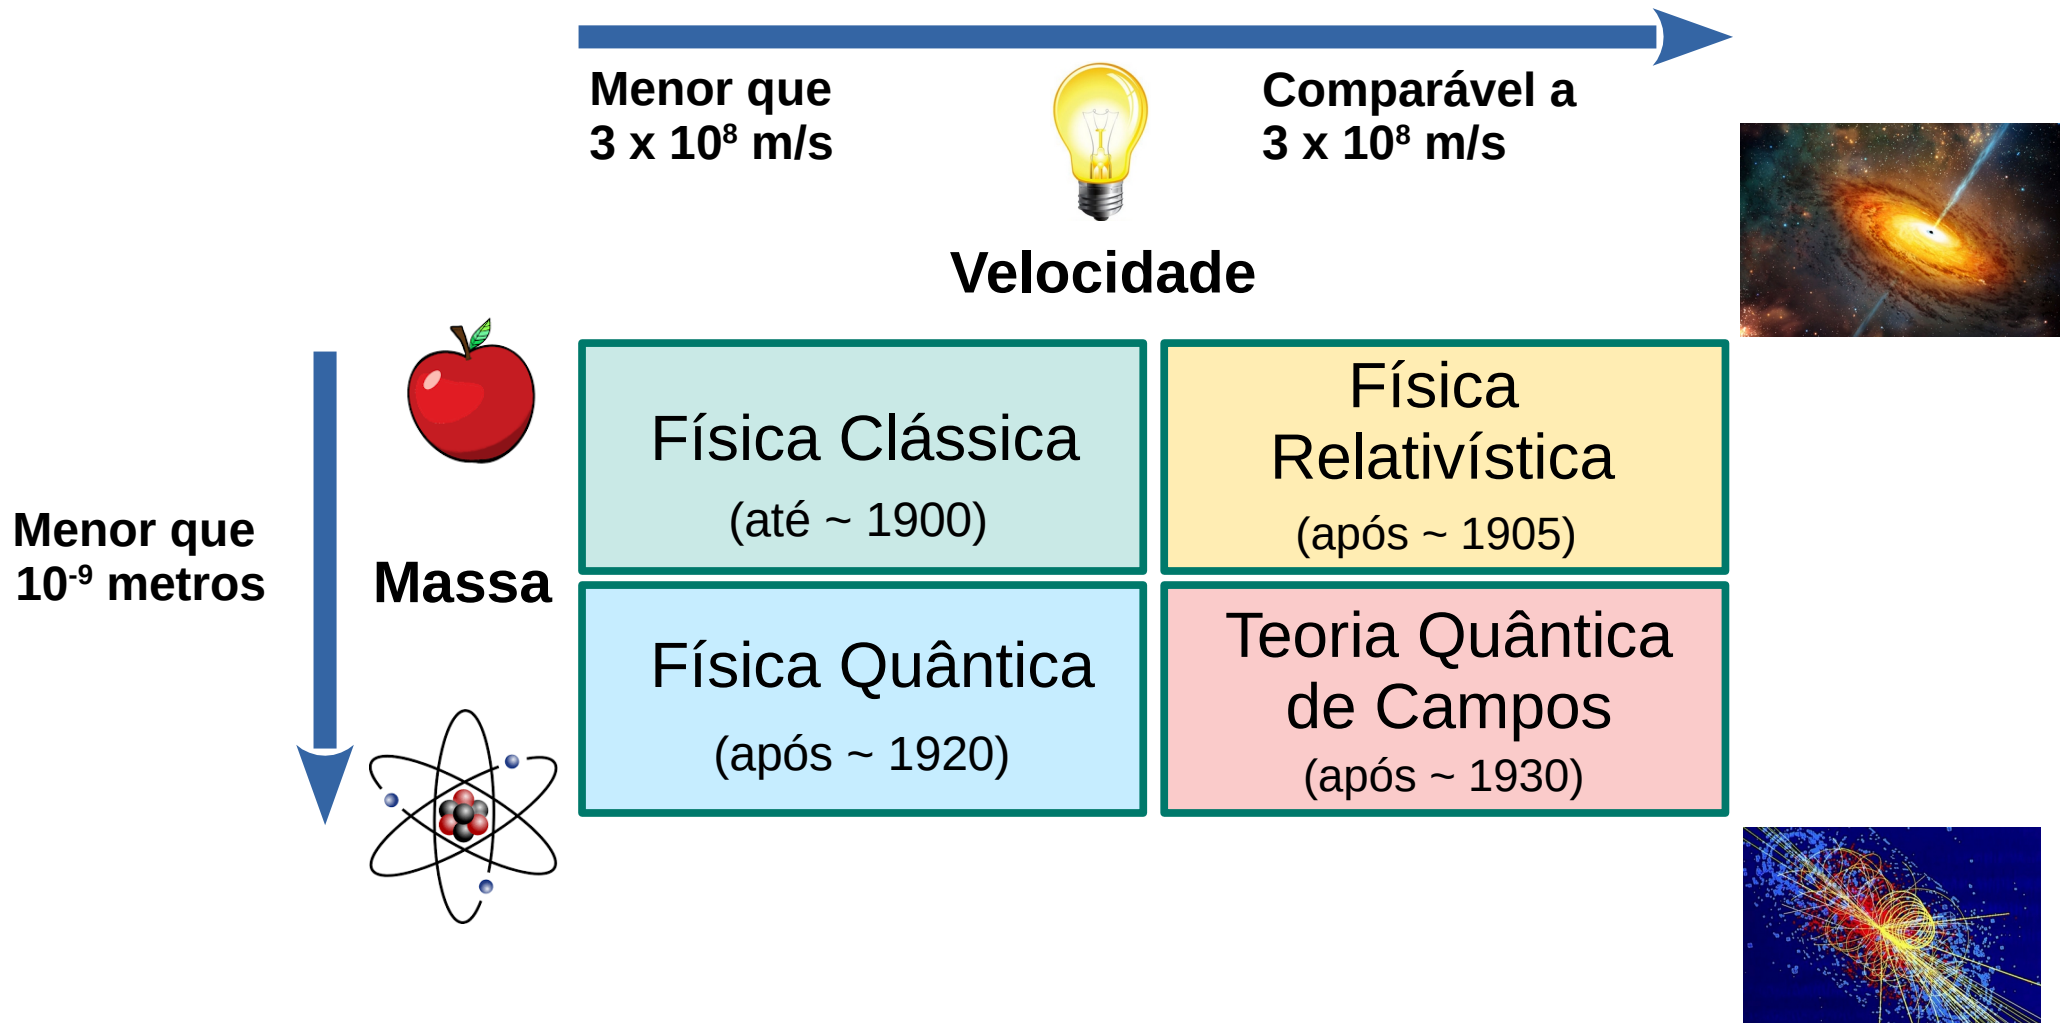 Menor que
3 x 10⁸ m/s
Comparável a
3 x 10⁸ m/s
Velocidade
Menor que
10⁻⁹ metros
Massa
Física Clássica
(até ~ 1900)
Física
Relativística
(após ~ 1905)
Física Quântica
(após ~ 1920)
Teoria Quântica
de Campos
(após ~ 1930)